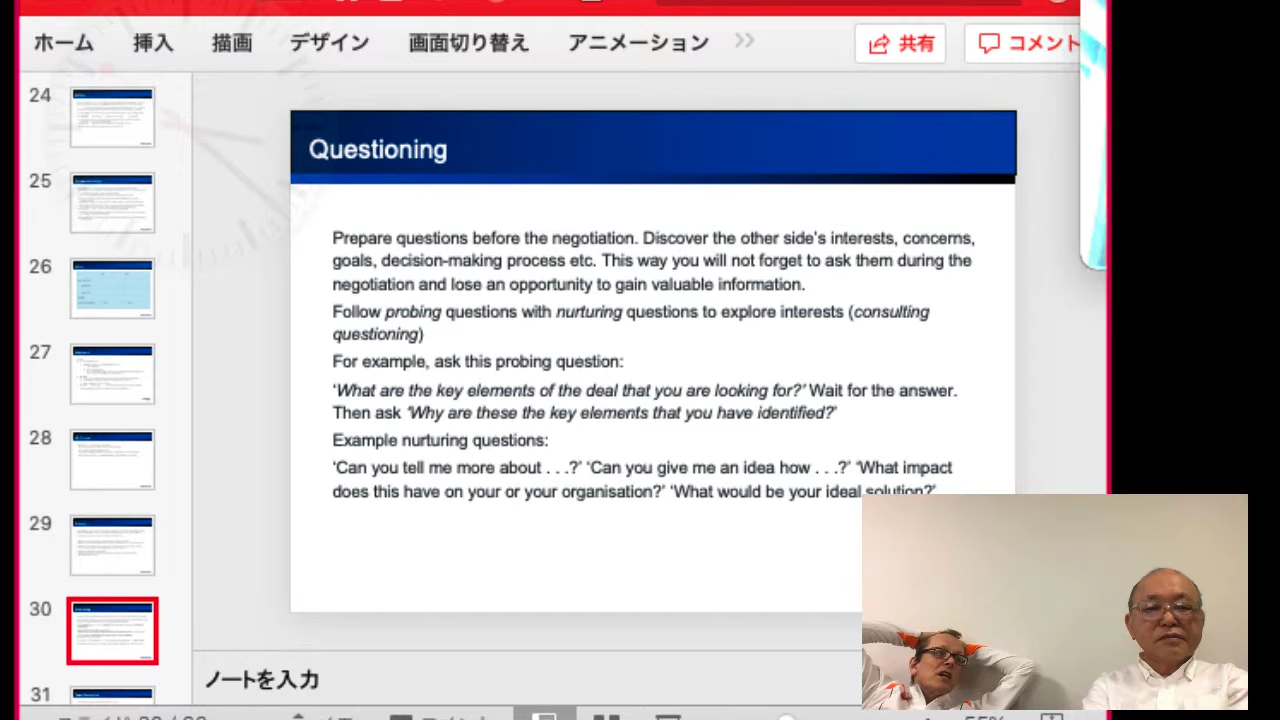 ホーム 挿入 描画 デザイン 画面切り替え アニメーション 共有 コメント
24
25
26
27
28
29
30
31
Questioning
Prepare questions before the negotiation. Discover the other side's interests, concerns,
goals, decision-making process etc. This way you will not forget to ask them during the
negotiation and lose an opportunity to gain valuable information.
Follow probing questions with nurturing questions to explore interests (consulting
questioning)
For example, ask this probing question:
‘What are the key elements of the deal that you are looking for?’ Wait for the answer.
Then ask ‘Why are these the key elements that you have identified?’
Example nurturing questions:
‘Can you tell me more about . . .?’ ‘Can you give me an idea how . . .?’ ‘What impact
does this have on your or your organisation?’ ‘What would be your ideal solution?’
ノートを入力